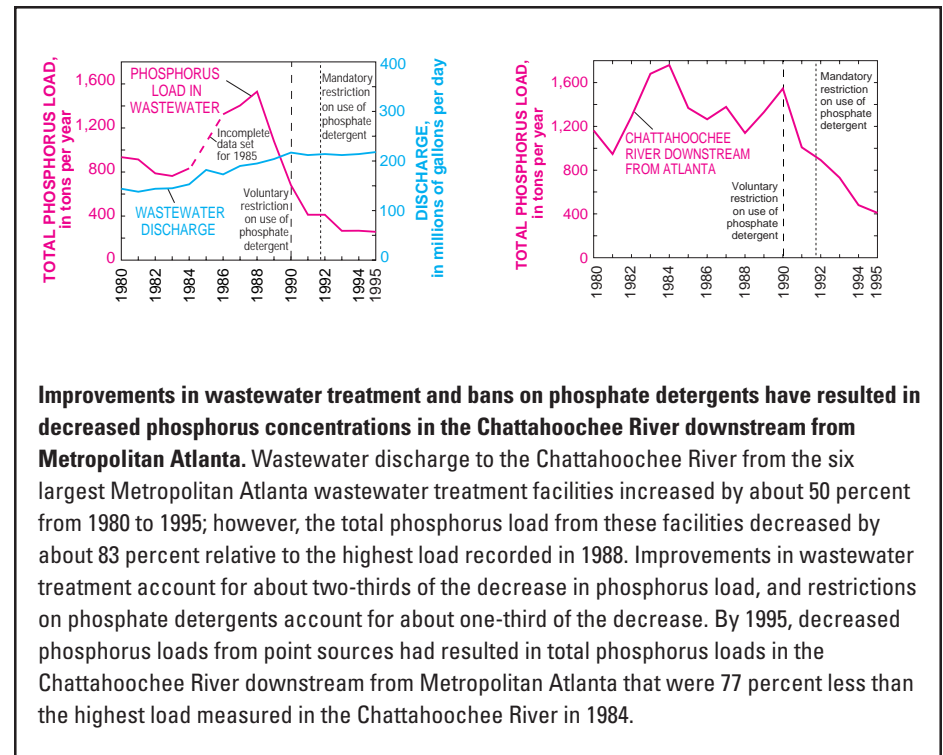 TOTAL PHOSPHORUS LOAD,
in tons per year
1,600
1,200
800
400
0
PHOSPHORUS
LOAD IN
WASTEWATER
Incomplete
data set
for 1985
WASTEWATER
DISCHARGE
Voluntary
restriction
on use of
phosphate
detergent
Mandatory
restriction
on use of
phosphate
detergent
400
300
200
100
0
DISCHARGE,
in millions of gallons per day
1980
1982
1984
1986
1988
1990
1992
1994
1995
TOTAL PHOSPHORUS LOAD,
in tons per year
1,600
1,200
800
400
0
CHATTAHOOCHEE
RIVER DOWNSTREAM
FROM ATLANTA
Voluntary
restriction
on use of
phosphate
detergent
Mandatory
restriction
on use of
phosphate
detergent
1980
1982
1984
1986
1988
1990
1992
1994
1995
Improvements in wastewater treatment and bans on phosphate detergents have resulted in
decreased phosphorus concentrations in the Chattahoochee River downstream from
Metropolitan Atlanta. Wastewater discharge to the Chattahoochee River from the six
largest Metropolitan Atlanta wastewater treatment facilities increased by about 50 percent
from 1980 to 1995; however, the total phosphorus load from these facilities decreased by
about 83 percent relative to the highest load recorded in 1988. Improvements in wastewater
treatment account for about two-thirds of the decrease in phosphorus load, and restrictions
on phosphate detergents account for about one-third of the decrease. By 1995, decreased
phosphorus loads from point sources had resulted in total phosphorus loads in the
Chattahoochee River downstream from Metropolitan Atlanta that were 77 percent less than
the highest load measured in the Chattahoochee River in 1984.